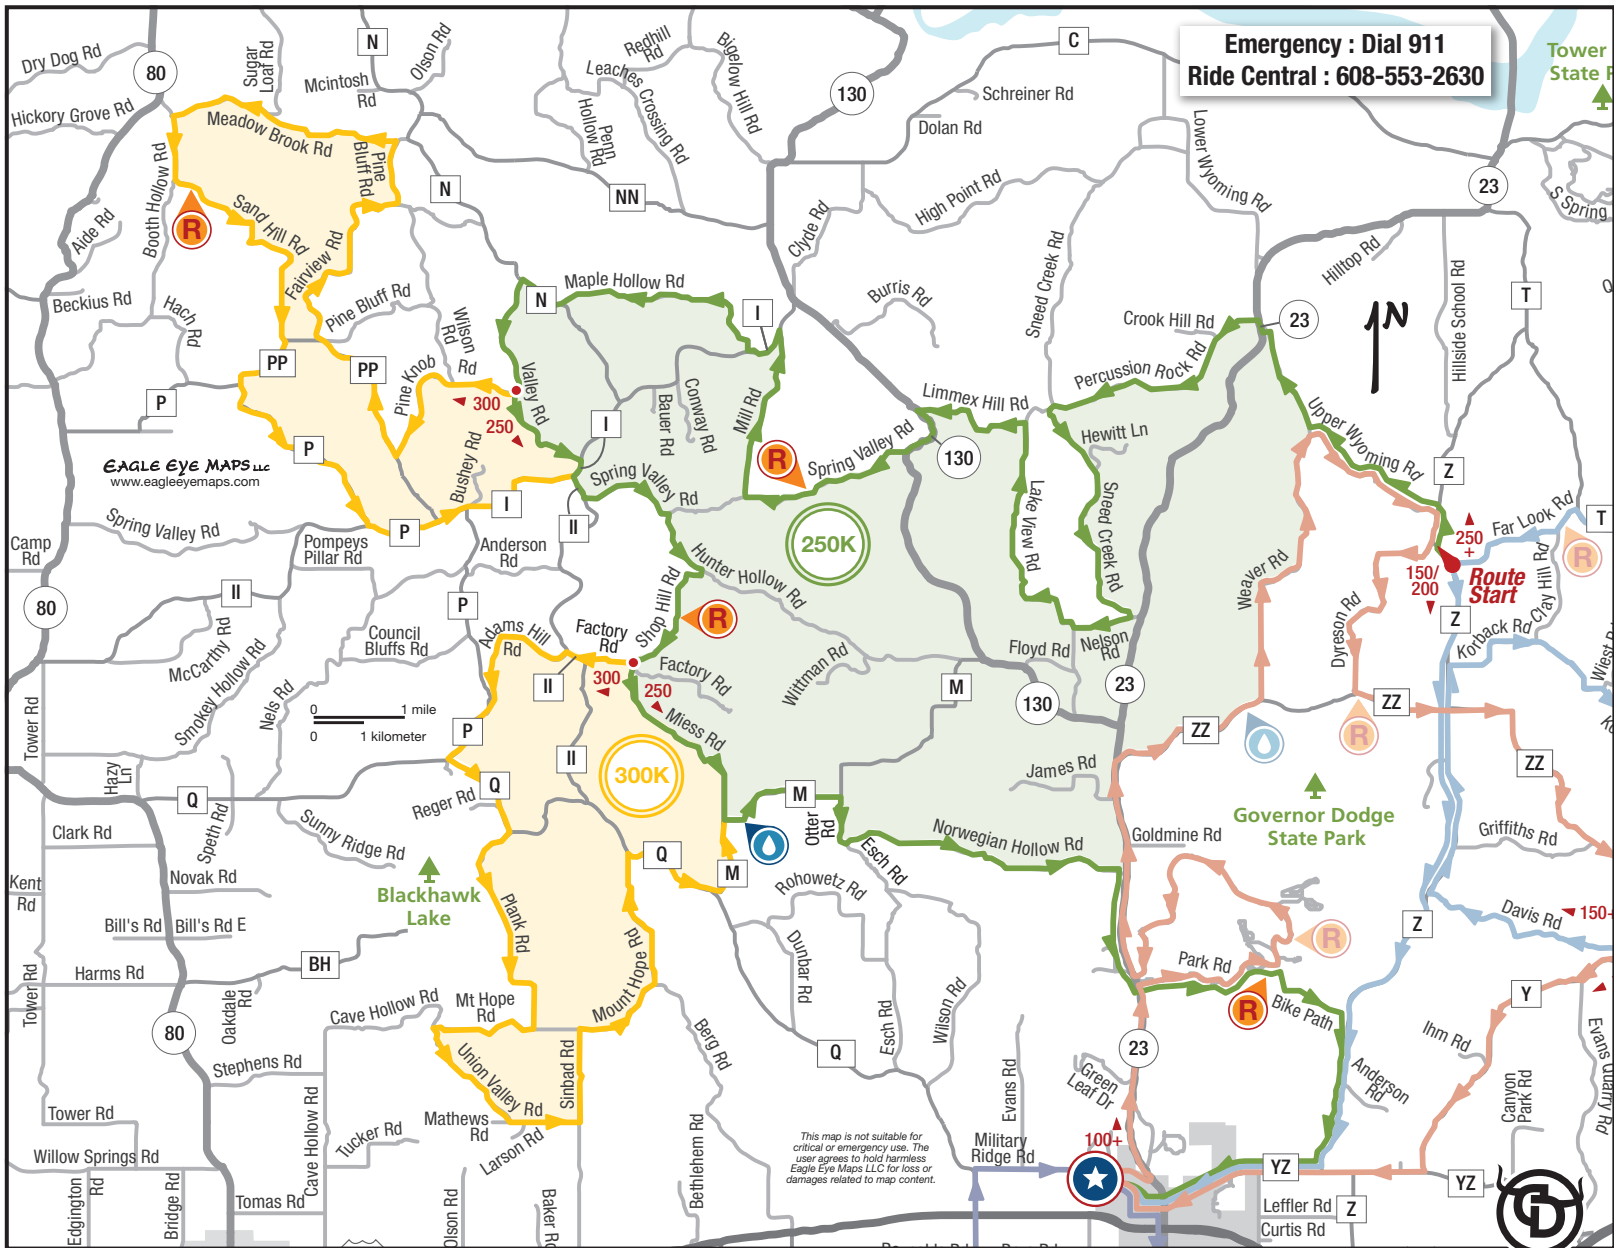 Emergency : Dial 911
Ride Central : 608-553-2630
Tower
State
Dry Dog Rd
80
Sugar
Loaf Rd
N
Mcintosh
Rd
Olson Rd
Redhill
Rd
Leaches Crossing Rd
Bigelow Hill Rd
130
C
Schreiner Rd
Dolan Rd
Hickory Grove Rd
Meadow Brook Rd
Pine
Bluff Rd
Penn
Hollow Rd
Lower Wyoming Rd
23
S Spring
Booth Hollow Rd
Aide Rd
R
Sand Hill Rd
Fairview Rd
N
NN
Clyde Rd
High Point Rd
Sneed Creek Rd
Hilltop Rd
Hillside School Rd
T
Beckius Rd
Hach Rd
Pine Bluff Rd
Wilson
Rd
N
Maple Hollow Rd
I
Burris Rd
Crook Hill Rd
23
N
PP
PP
Pine Knob
Rd
300
250
Valley Rd
P
P
I
Bauer Rd
Conway Rd
Mill Rd
Limmex Hill Rd
Percussion Rock Rd
Hewitt Ln
Upper Wyoming Rd
Z
EAGLE EYE MAPS LLC
www.eagleeyemaps.com
Bushey Rd
Spring Valley Rd
R
Spring Valley Rd
130
Lake View Rd
Sneed Creek Rd
I
II
Spring Valley Rd
P
Pompeys
Pillar Rd
Anderson
Rd
250K
Hunter Hollow Rd
Far Look Rd
T
250
+
R
Route
Start
150/
200
Camp
Rd
80
II
P
Shop Hill Rd
R
Weaver Rd
Dyreson Rd
Z
Clay Hill Rd
Korback Rd
McCarthy Rd
Smokey Hollow Rd
Council
Bluffs Rd
Adams Hill
Rd
Factory
Rd
Factory Rd
Wittman Rd
Floyd Rd
Nelson
Rd
II
300
250
M
130
23
ZZ
Tower Rd
Nels Rd
0
1 mile
0
1 kilometer
P
II
Miess Rd
300K
ZZ
R
James Rd
ZZ
Hazy
Ln
Q
Speth Rd
Reger Rd
Q
M
Otter
Rd
Governor Dodge
State Park
Clark Rd
Sunny Ridge Rd
Q
M
Esch Rd
Norwegian Hollow Rd
Goldmine Rd
Griffiths Rd
Kent
Rd
Novak Rd
Blackhawk
Lake
Rohowetz Rd
Bill's Rd
Bill's Rd E
Plank Rd
Dunbar Rd
R
Z
Davis Rd
150+
BH
Harms Rd
Tower Rd
Oakdale
Rd
Cave Hollow Rd
Mt Hope
Rd
Mount Hope Rd
Park Rd
R
Bike Path
Y
80
Union Valley Rd
Sinbad Rd
Berg Rd
Q
Esch Rd
Wilson Rd
23
Ihm Rd
Evans Quarry Rd
Stephens Rd
Cave Hollow Rd
Evans Rd
Green
Leaf Dr
Anderson
Rd
Canyon
Park Rd
Tower Rd
Tucker Rd
Mathews
Rd
Larson Rd
Bethlehem Rd
This map is not suitable for
critical or emergency use. The
user agrees to hold harmless
Eagle Eye Maps LLC for loss or
damages related to map content.
Military
Ridge Rd
100+
Willow Springs Rd
YZ
YZ
Edgington
Rd
Bridge Rd
Tomas Rd
Olson Rd
Baker Rd
Leffler Rd
Z
Curtis Rd